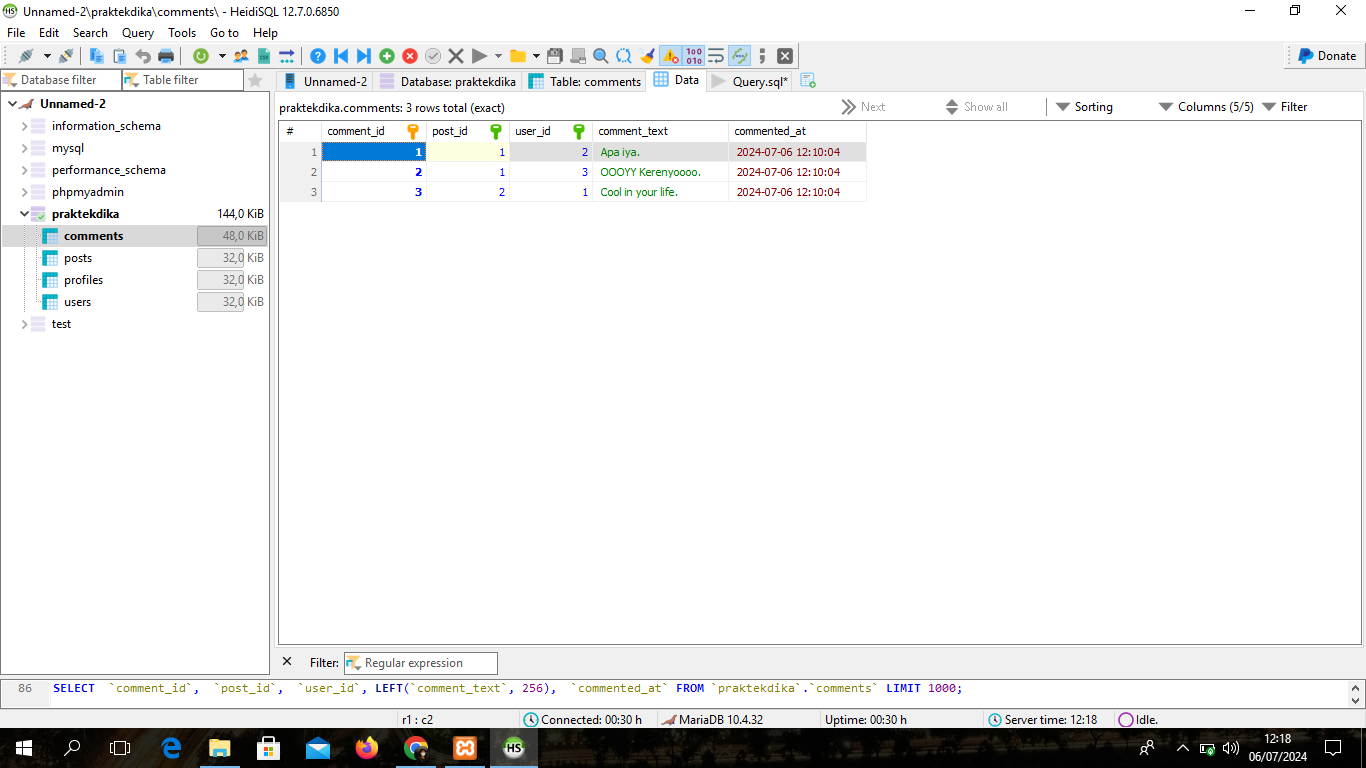 Unnamed-2\praktekdika\comments\ - HeidiSQL 12.7.0.6850
File Edit Search Query Tools Go to Help
Donate
Database filter Table filter
Unnamed-2 Database: praktekdika Table: comments Data Query.sql*
Unnamed-2
information_schema
mysql
performance_schema
phpmyadmin
praktekdika 144,0 KiB
comments 48,0 KiB
posts 32,0 KiB
profiles 32,0 KiB
users 32,0 KiB
test
praktekdika.comments: 3 rows total (exact) Next Show all Sorting Columns (5/5) Filter
# comment_id post_id user_id comment_text commented_at
1 1 1 2 Apa iya. 2024-07-06 12:10:04
2 2 1 3 OOOYY Kerenyoooo. 2024-07-06 12:10:04
3 3 2 1 Cool in your life. 2024-07-06 12:10:04
Filter: Regular expression
86 SELECT `comment_id`, `post_id`, `user_id`, LEFT(`comment_text`, 256), `commented_at` FROM `praktekdika`.`comments` LIMIT 1000;
r1 : c2 Connected: 00:30 h MariaDB 10.4.32 Uptime: 00:30 h Server time: 12:18 Idle.
HS
12:18
06/07/2024